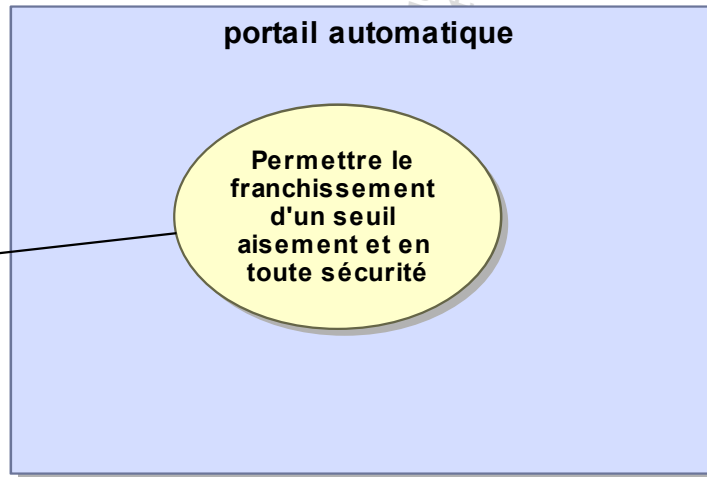 portail automatique
Permettre le
franchissement
d'un seuil
aisement et en
toute sécurité